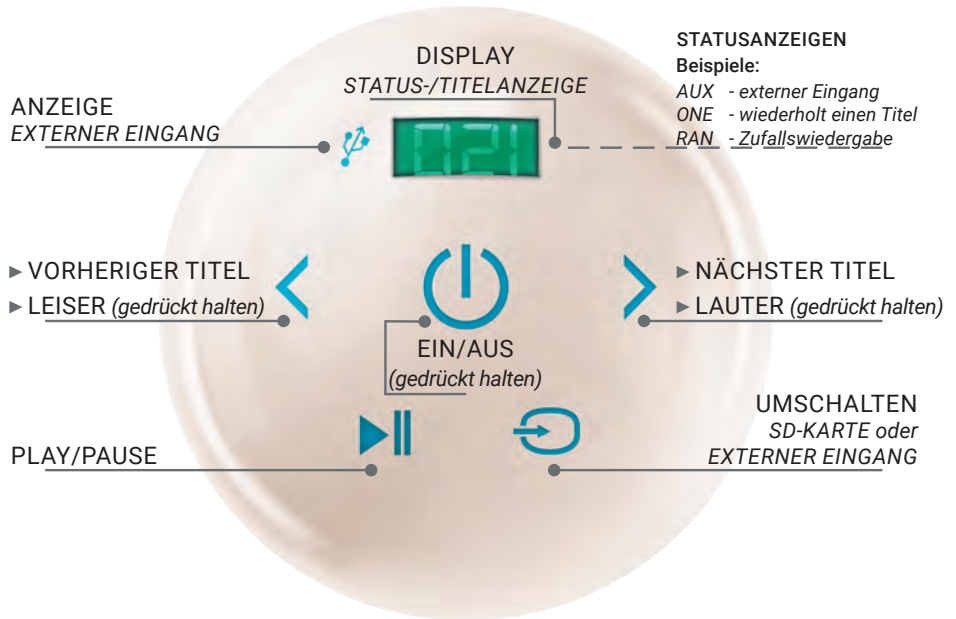 DISPLAY
STATUS-/TITELANZEIGE
STATUSANZEIGEN
Beispiele:
AUX - externer Eingang
ONE - wiederholt einen Titel
RAN - Zufallswiedergabe
ANZEIGE
EXTERNER EINGANG
821
► VORHERIGER TITEL
► LEISER (gedrückt halten)
► NÄCHSTER TITEL
► LAUTER (gedrückt halten)
EIN/AUS
(gedrückt halten)
UMSCHALTEN
SD-KARTE oder
EXTERNER EINGANG
PLAY/PAUSE